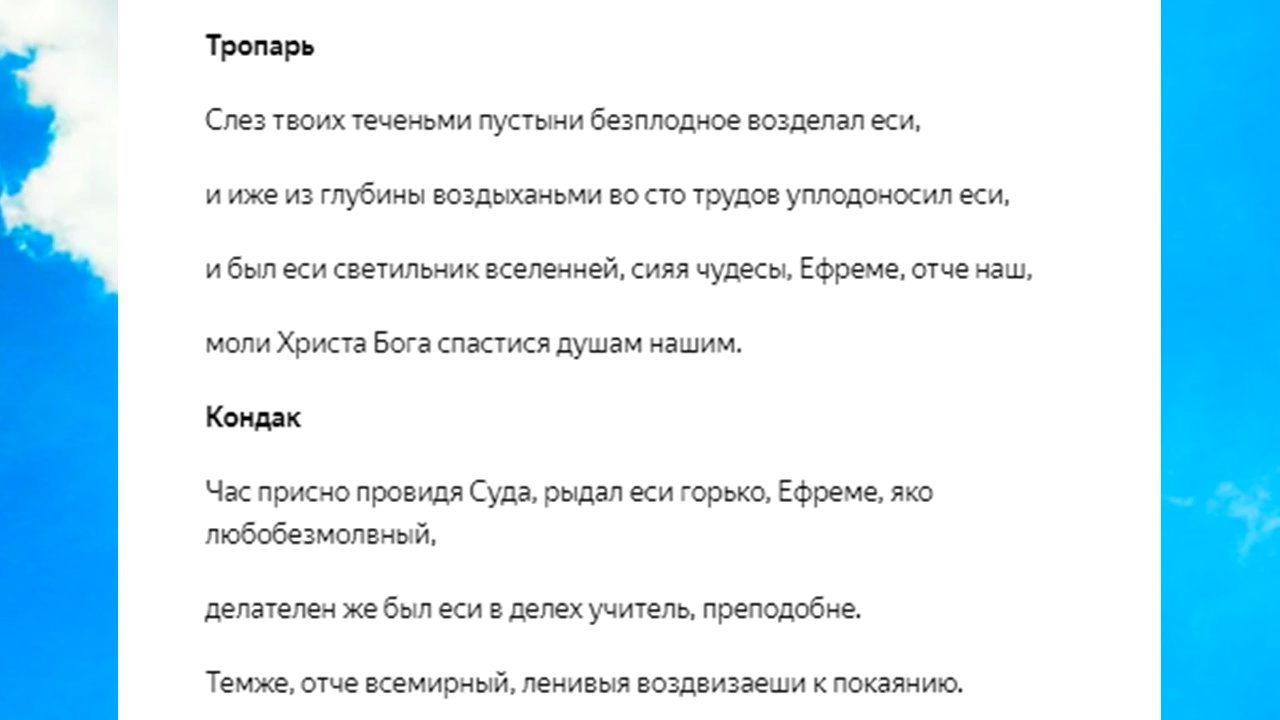 Тропарь
Слез твоих теченьми пустыни безплодное возделал еси,
и иже из глубины воздыханьми во сто трудов уплодоносил еси,
и был еси светильник вселенней, сияя чудесы, Ефреме, отче наш,
моли Христа Бога спастися душам нашим.
Кондак
Час присно провидя Суда, рыдал еси горько, Ефреме, яко
любобезмолвный,
делателен же был еси в делех учитель, преподобне.
Темже, отче всемирный, ленивыя воздвизаеши к покаянию.